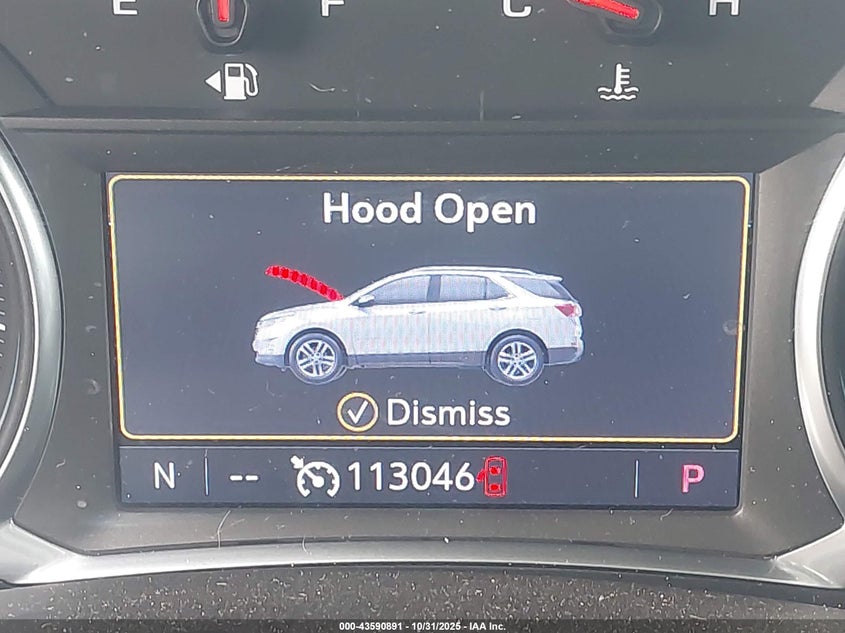 E F C H
Hood Open
Dismiss
N -- 113046 P
000-43590891 - 10/31/2025 - IAA Inc.